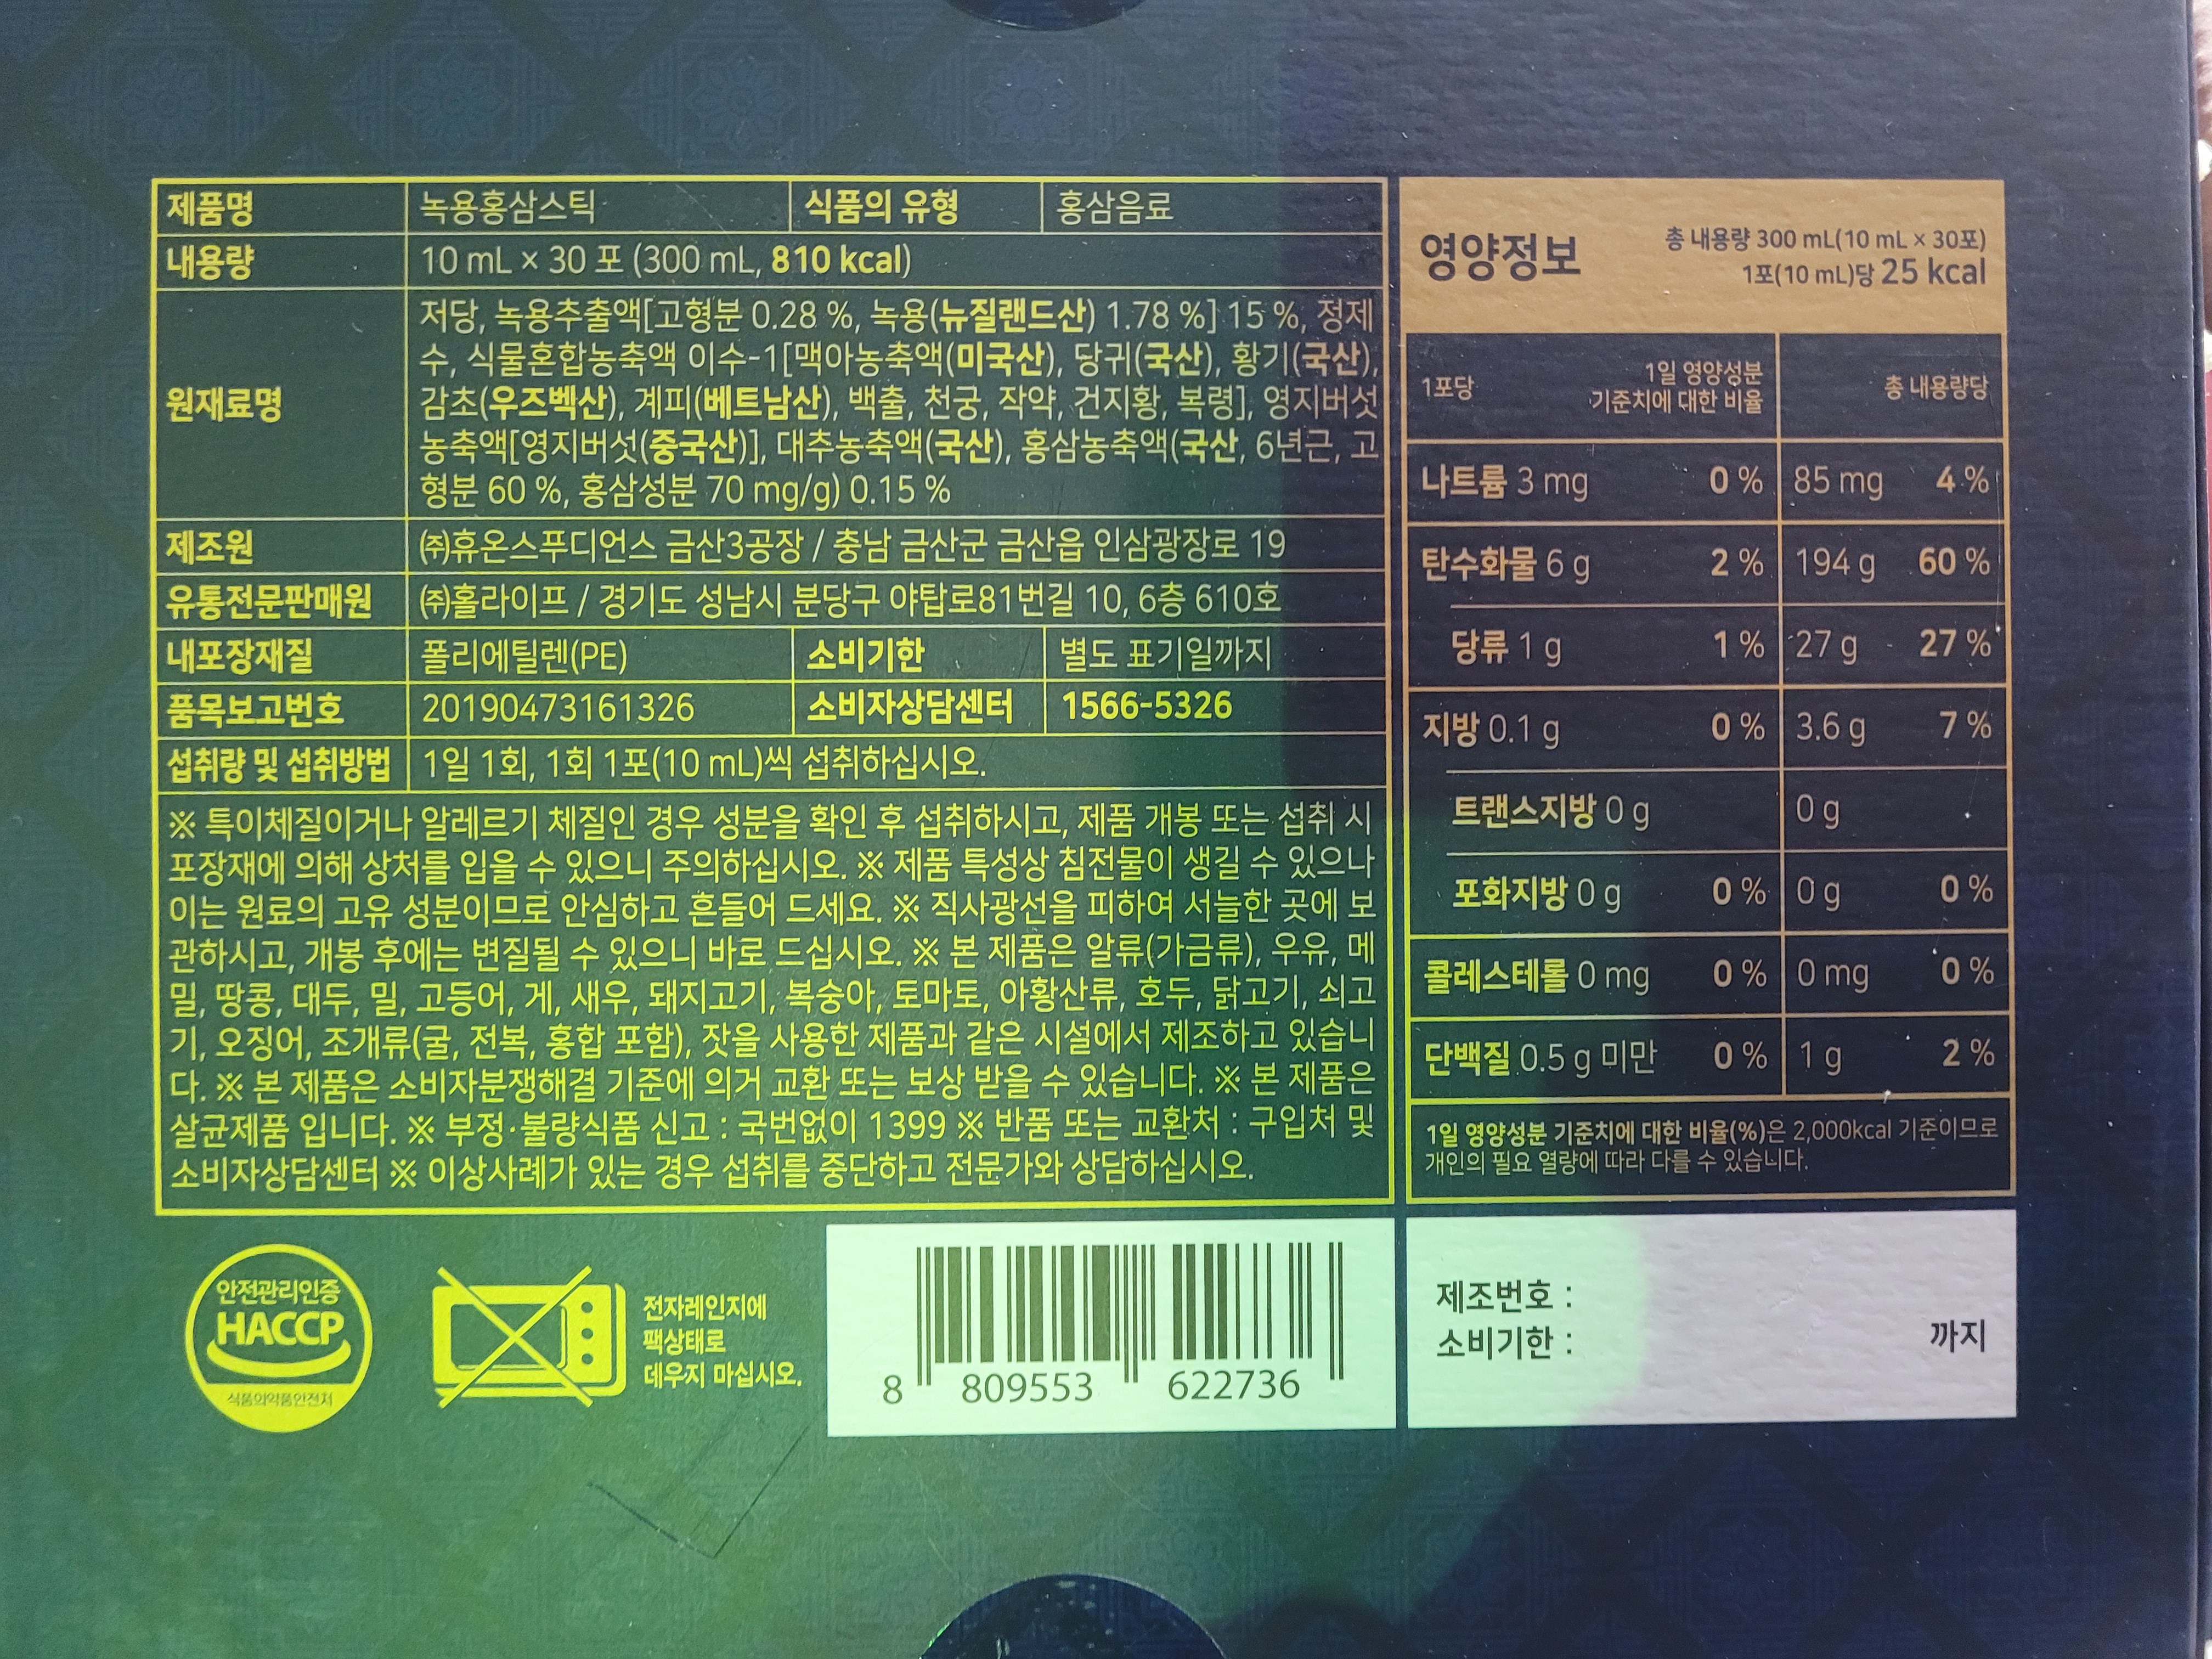 제품명 녹용홍삼스틱 식품의 유형 홍삼음료
내용량 10 mL × 30 포 (300 mL, 810 kcal)
원재료명
저당, 녹용추출액[고형분 0.28 %, 녹용(뉴질랜드산) 1.78 %] 15 %, 정제
수, 식물혼합농축액 이수-1[맥아농축액(미국산), 당귀(국산), 황기(국산),
감초(우즈벡산), 계피(베트남산), 백출, 천궁, 작약, 건지황, 복령], 영지버섯
농축액[영지버섯(중국산)], 대추농축액(국산), 홍삼농축액(국산, 6년근, 고
형분 60 %, 홍삼성분 70 mg/g) 0.15 %
제조원 ㈜휴온스푸디언스 금산3공장 / 충남 금산군 금산읍 인삼광장로 19
유통전문판매원 ㈜홀라이프 / 경기도 성남시 분당구 야탑로81번길 10, 6층 610호
내포장재질 폴리에틸렌(PE) 소비기한 별도 표기일까지
품목보고번호 20190473161326 소비자상담센터 1566-5326
섭취량 및 섭취방법 1일 1회, 1회 1포(10 mL)씩 섭취하십시오.
※ 특이체질이거나 알레르기 체질인 경우 성분을 확인 후 섭취하시고, 제품 개봉 또는 섭취 시
포장재에 의해 상처를 입을 수 있으니 주의하십시오. ※ 제품 특성상 침전물이 생길 수 있으나
이는 원료의 고유 성분이므로 안심하고 흔들어 드세요. ※ 직사광선을 피하여 서늘한 곳에 보
관하시고, 개봉 후에는 변질될 수 있으니 바로 드십시오. ※ 본 제품은 알류(가금류), 우유, 메
밀, 땅콩, 대두, 밀, 고등어, 게, 새우, 돼지고기, 복숭아, 토마토, 아황산류, 호두, 닭고기, 쇠고
기, 오징어, 조개류(굴, 전복, 홍합 포함), 잣을 사용한 제품과 같은 시설에서 제조하고 있습니
다. ※ 본 제품은 소비자분쟁해결 기준에 의거 교환 또는 보상 받을 수 있습니다. ※ 본 제품은
살균제품 입니다. ※ 부정·불량식품 신고 : 국번없이 1399 ※ 반품 또는 교환처 : 구입처 및
소비자상담센터 ※ 이상사례가 있는 경우 섭취를 중단하고 전문가와 상담하십시오.
영양정보
총 내용량 300 mL(10 mL × 30포)
1포(10 mL)당 25 kcal
1포당
1일 영양성분
기준치에 대한 비율
총 내용량당
나트륨 3 mg 0 % 85 mg 4 %
탄수화물 6 g 2 % 194 g 60 %
당류 1 g 1 % 27 g 27 %
지방 0.1 g 0 % 3.6 g 7 %
트랜스지방 0 g 0 g
포화지방 0 g 0 % 0 g 0 %
콜레스테롤 0 mg 0 % 0 mg 0 %
단백질 0.5 g 미만 0 % 1 g 2 %
1일 영양성분 기준치에 대한 비율(%)은 2,000kcal 기준이므로
개인의 필요 열량에 따라 다를 수 있습니다.
안전관리인증
HACCP
식품의약품안전처
전자레인지에
팩상태로
데우지 마십시오.
8 809553 622736
제조번호 :
소비기한 : 까지